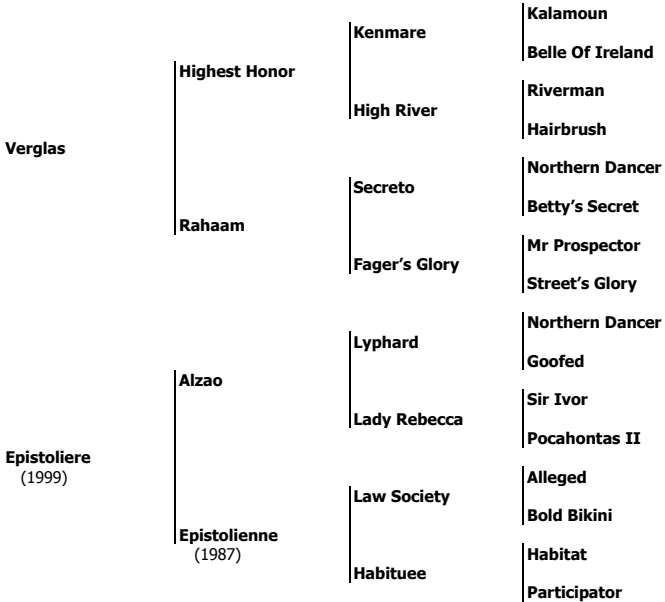 Kalamoun
Kenmare
Belle Of Ireland
Highest Honor
Riverman
High River
Hairbrush
Verglas
Northern Dancer
Secreto
Betty's Secret
Rahaam
Mr Prospector
Fager's Glory
Street's Glory
Northern Dancer
Lyphard
Goofed
Alzao
Sir Ivor
Lady Rebecca
Pocahontas II
Epistoliere
(1999)
Alleged
Law Society
Bold Bikini
Epistolienne
(1987)
Habitat
Habituee
Participator